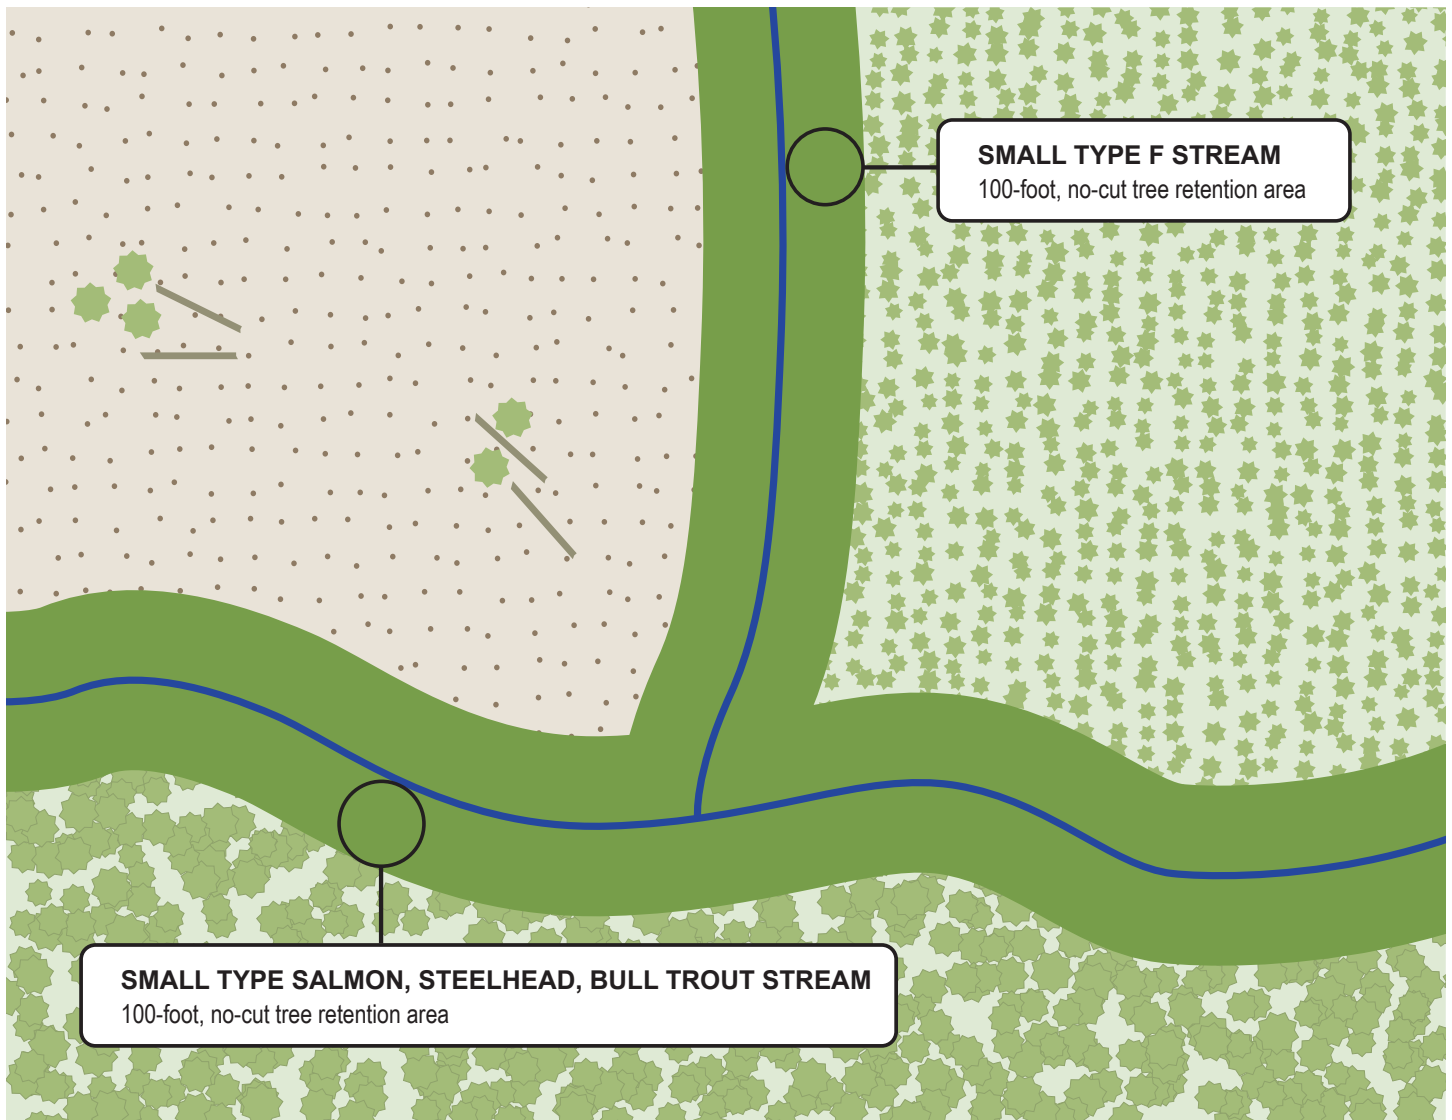 SMALL TYPE F STREAM
100-foot, no-cut tree retention area
SMALL TYPE SALMON, STEELHEAD, BULL TROUT STREAM
100-foot, no-cut tree retention area